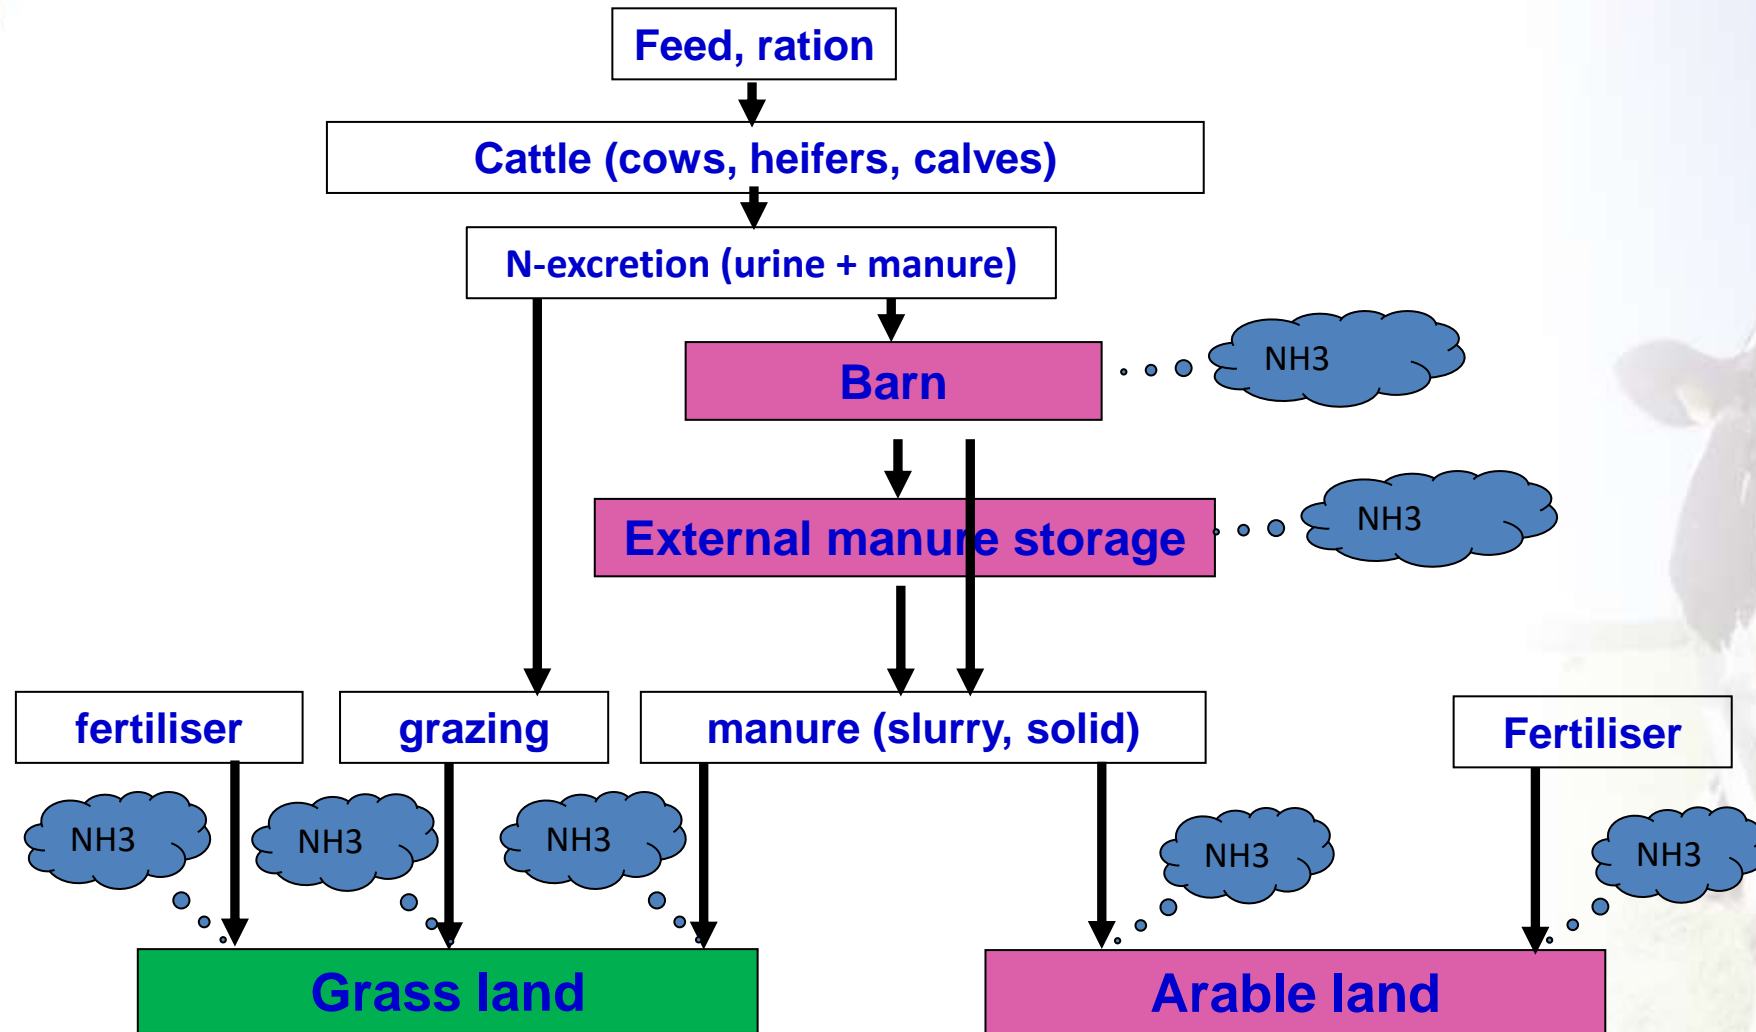 Feed, ration
Cattle (cows, heifers, calves)
N-excretion (urine + manure)
Barn
NH3
External manure storage
NH3
fertiliser
grazing
manure (slurry, solid)
Fertiliser
NH3
NH3
NH3
NH3
NH3
Grass land
Arable land